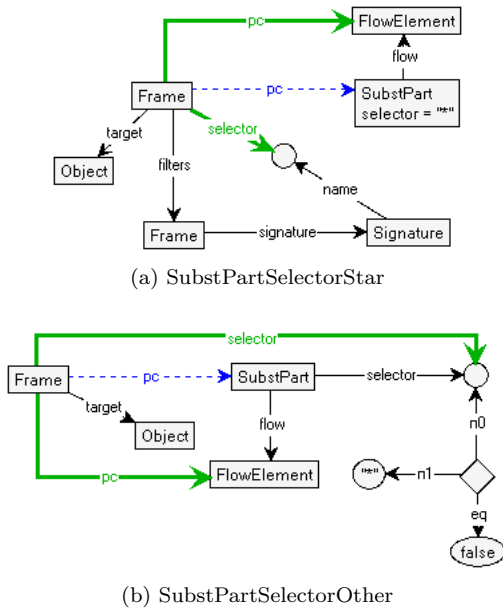 pc
FlowElement
flow
Frame
pc
SubstPart
selector = "*"
target
selector
Object
filters
name
Frame
signature
Signature
(a) SubstPartSelectorStar
selector
Frame
pc
SubstPart
selector
target
flow
n0
Object
pc
FlowElement
"*"
n1
eq
false
(b) SubstPartSelectorOther